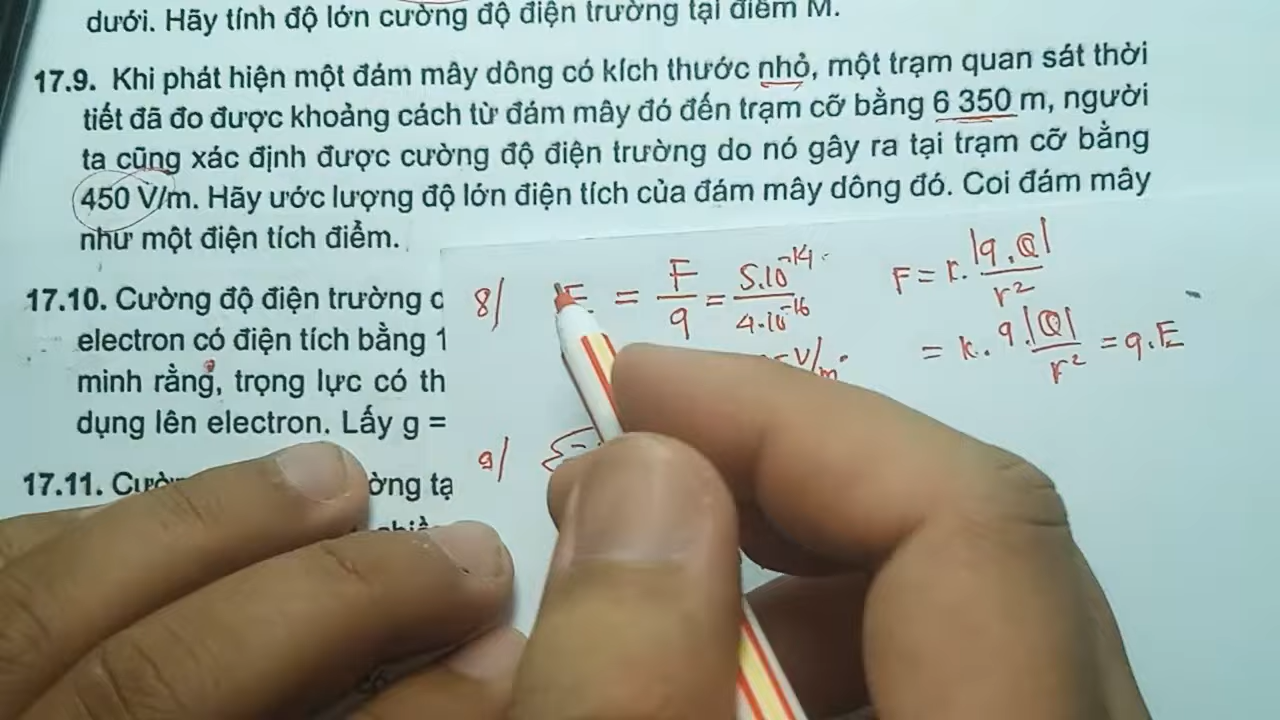 dưới. Hãy tính độ lớn cường độ điện trường tại điểm M.
17.9. Khi phát hiện một đám mây dông có kích thước nhỏ, một trạm quan sát thời
tiết đã đo được khoảng cách từ đám mây đó đến trạm cỡ bằng 6 350 m, người
ta cũng xác định được cường độ điện trường do nó gây ra tại trạm cỡ bằng
450 V/m. Hãy ước lượng độ lớn điện tích của đám mây dông đó. Coi đám mây
như một điện tích điểm.
17.10. Cường độ điện trường
electron có điện tích bằng 1
minh rằng, trọng lực có th
dụng lên electron. Lấy g =
17.11.
8/ E = F/q = 5.10^-14 / 4.10^-16
V/m.
F = k. |q.Q| / r²
= k. q.|Q| / r² = q.E
9/